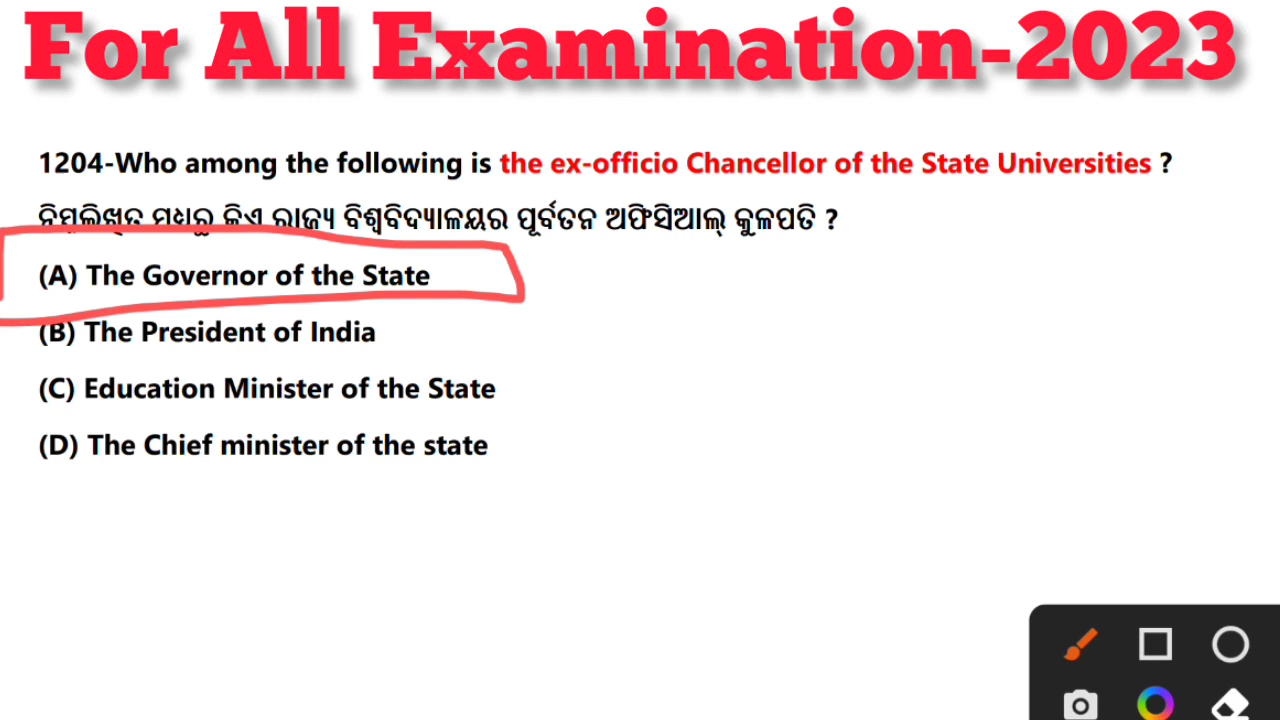 For All Examination-2023
1204-Who among the following is the ex-officio Chancellor of the State Universities ?
ନିମ୍ନଲିଖିତ ମଧ୍ୟରୁ କିଏ ରାଜ୍ୟ ବିଶ୍ୱବିଦ୍ୟାଳୟର ପୂର୍ବତନ ଅଫିସିଆଲ୍ କୁଳପତି ?
(A) The Governor of the State
(B) The President of India
(C) Education Minister of the State
(D) The Chief minister of the state